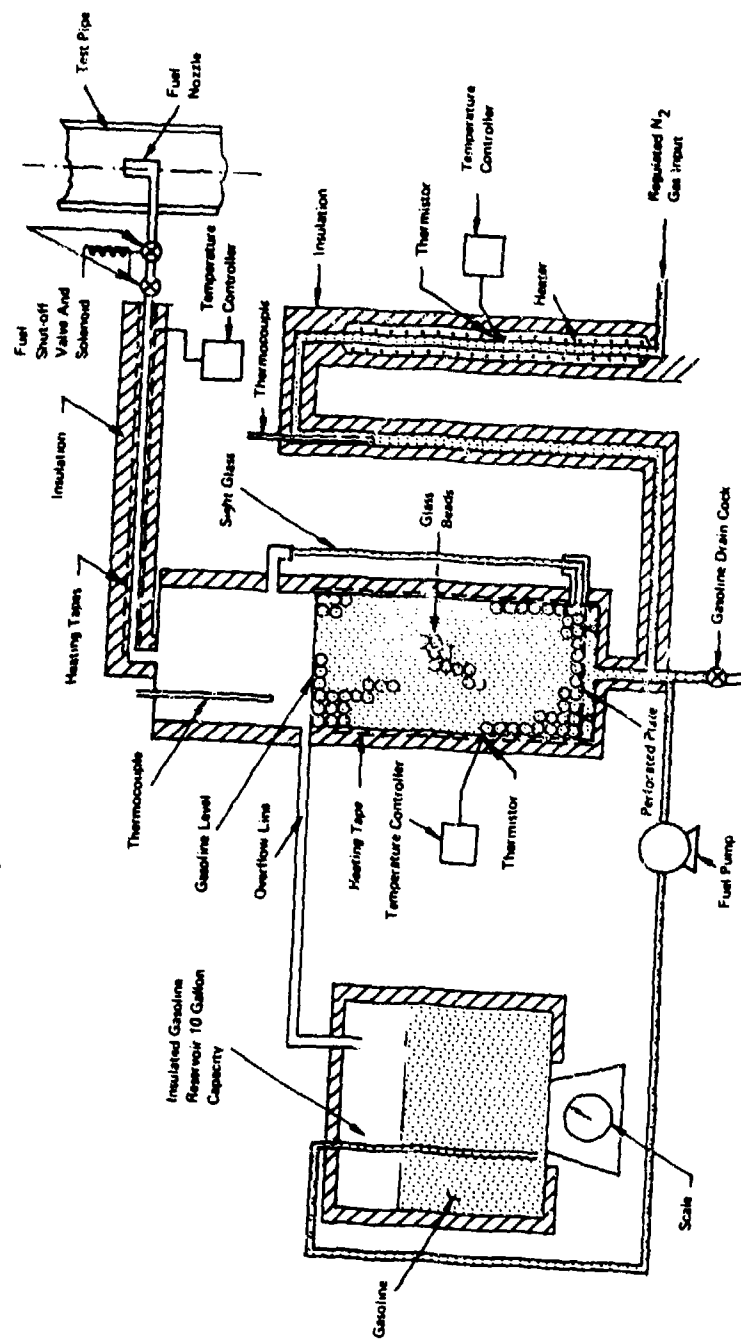 Test Pipe
Fuel
Nozzle
Fuel
Shut-off
Valve And
Solenoid
Temperature
Controller
Insulation
Heating Tapes
Thermocouple
Gasoline Level
Overflow Line
Heating Tape
Temperature Controller
Thermistor
Insulated Gasoline
Reservoir 10 Gallon
Capacity
Gasoline
Scale
Fuel Pump
Perforated Plate
Gasoline Drain Cock
Sight Glass
Glass
Beads
Thermocouple
Insulation
Thermistor
Temperature
Controller
Heater
Regulated N2
Gas Input